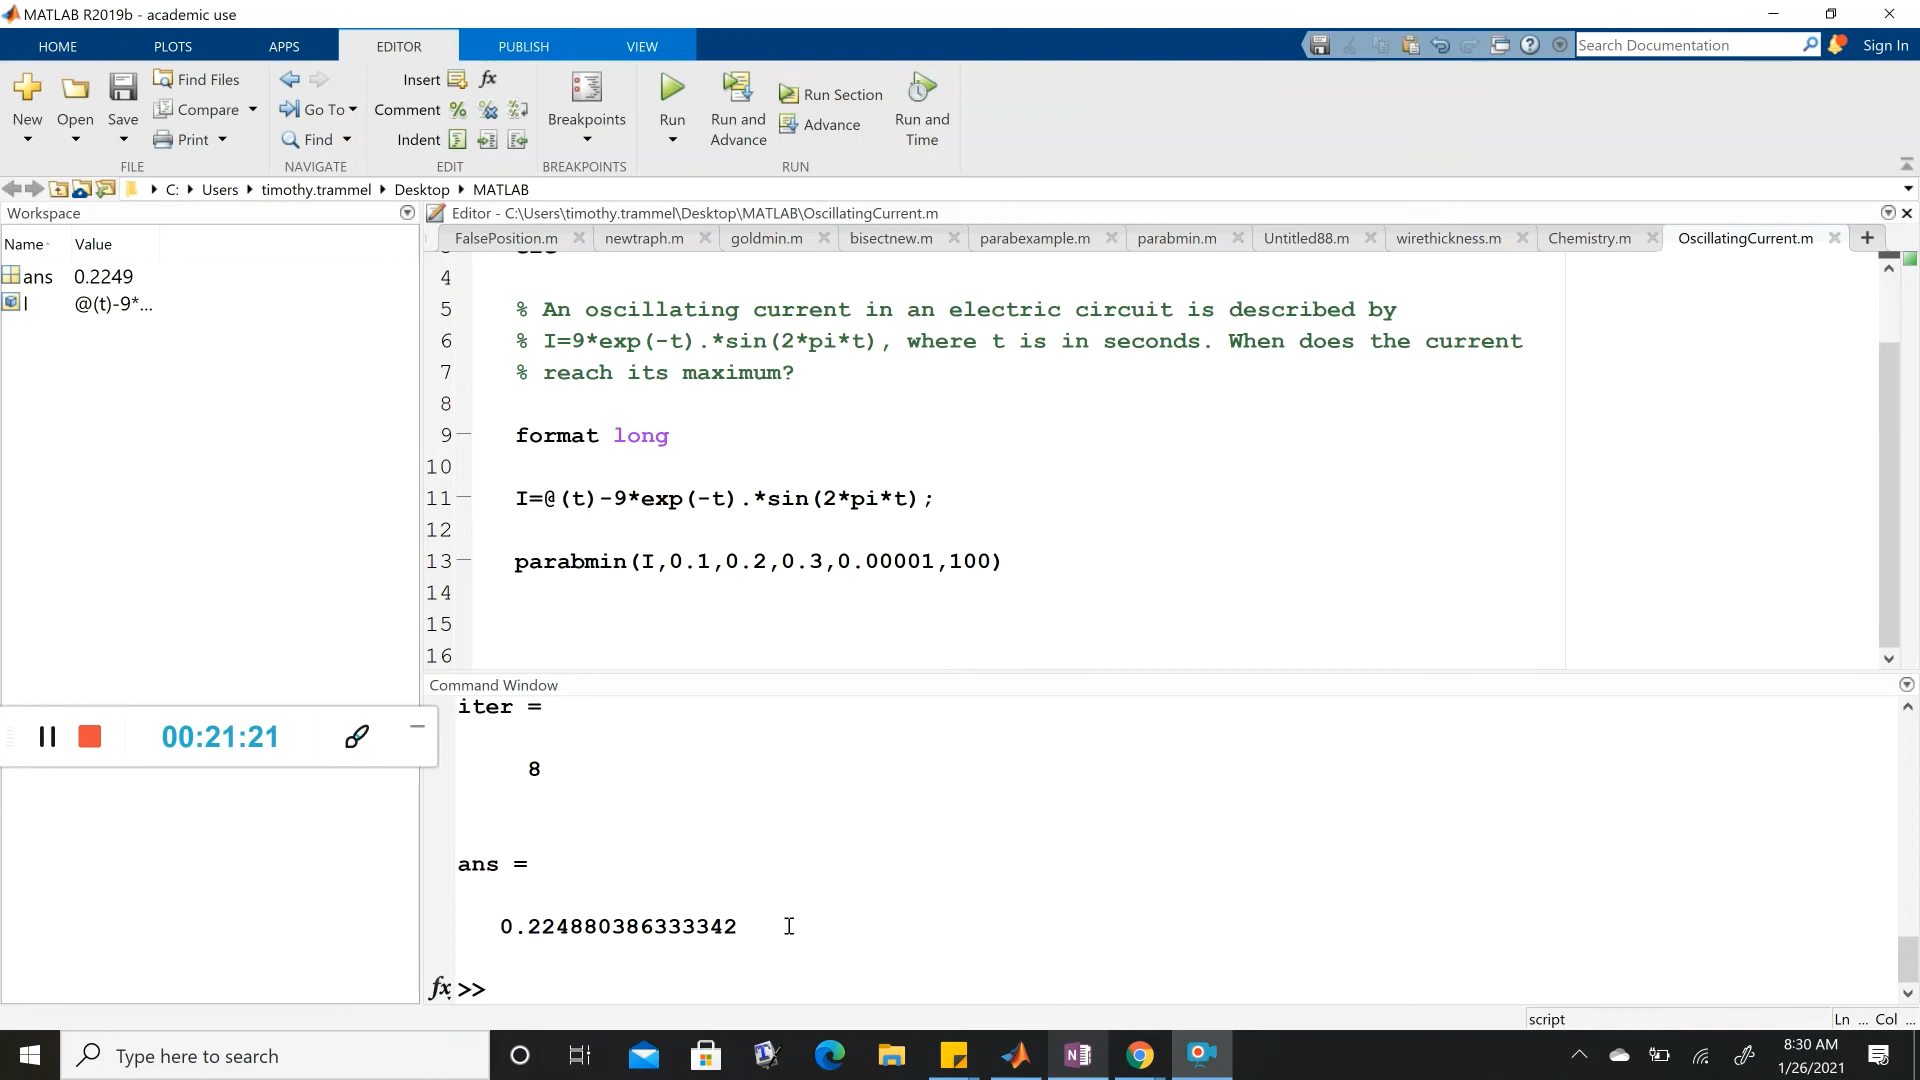 MATLAB R2019b - academic use
HOME PLOTS APPS EDITOR PUBLISH VIEW
Search Documentation
Sign In
New
Open
Save
Find Files
Compare
Print
FILE
Go To
Find
NAVIGATE
Insert
Comment
Indent
EDIT
Breakpoints
BREAKPOINTS
Run
Run and Advance
Run Section
Advance
Run and Time
RUN
C: Users timothy.trammel Desktop MATLAB
Workspace
Name Value
ans 0.2249
I @(t)-9*...
Editor - C:\Users\timothy.trammel\Desktop\MATLAB\OscillatingCurrent.m
FalsePosition.m newtraph.m goldmin.m bisectnew.m parabexample.m parabmin.m Untitled88.m wirethickness.m Chemistry.m OscillatingCurrent.m
4
5 % An oscillating current in an electric circuit is described by
6 % I=9*exp(-t).*sin(2*pi*t), where t is in seconds. When does the current
7 % reach its maximum?
8
9 format long
10
11 I=@(t)-9*exp(-t).*sin(2*pi*t);
12
13 parabmin(I,0.1,0.2,0.3,0.00001,100)
14
15
16
Command Window
iter =
8
ans =
0.224880386333342
fx >>
00:21:21
script
Ln ... Col ...
Type here to search
8:30 AM
1/26/2021